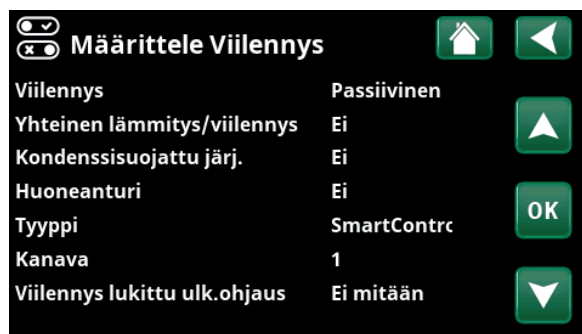 Määrittele Viilennys
Viilennys Passiivinen
Yhteinen lämmitys/viilennys Ei
Kondenssisuojattu järj. Ei
Huoneanturi Ei
Tyyppi SmartContrc
Kanava 1
Viilennys lukittu ulk.ohjaus Ei mitään
OK